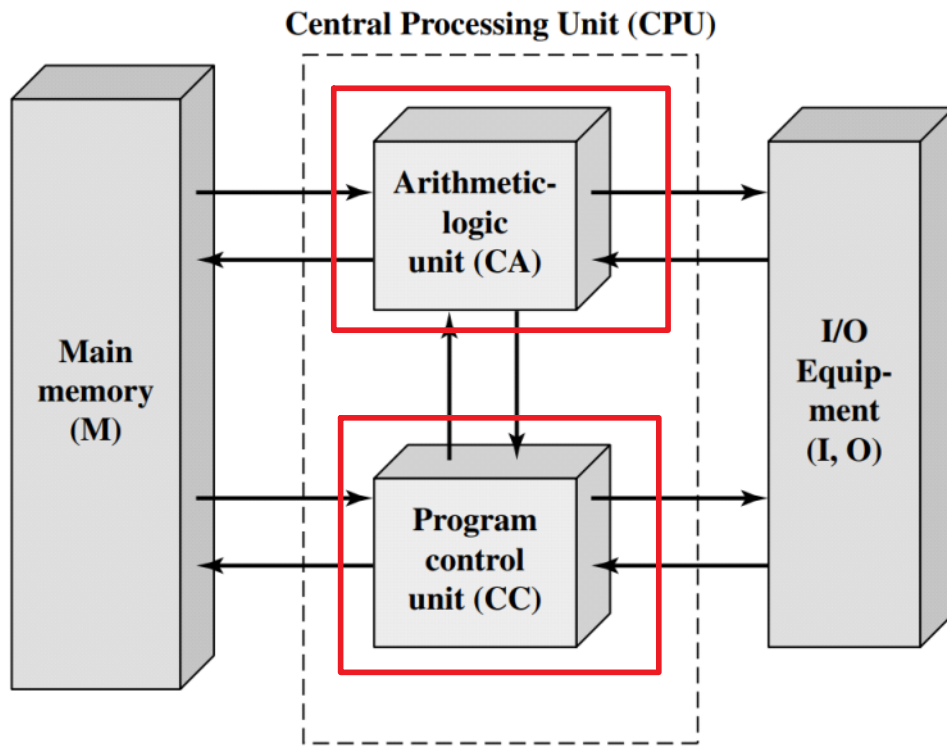 Central Processing Unit (CPU)
Arithmetic-
logic
unit (CA)
Main
memory
(M)
I/O
Equip-
ment
(I, O)
Program
control
unit (CC)